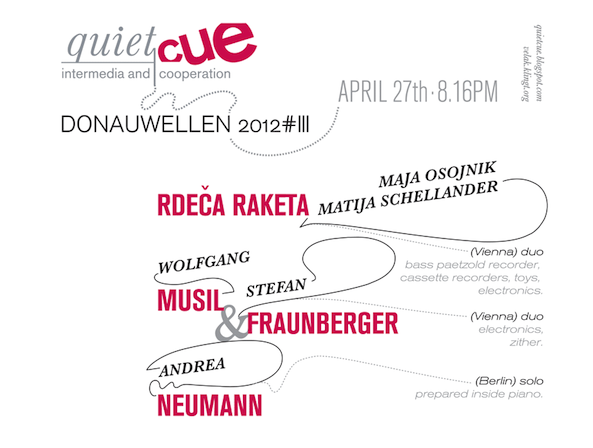 quiet cue
intermedia and cooperation
quietcue.blogspot.com
velak.klingt.org
APRIL 27th · 8.16PM
DONAUWELLEN 2012#III
MAJA OSOJNIK
RDEČA RAKETA MATIJA SCHELLANDER
(Vienna) duo
bass paetzold recorder,
cassette recorders, toys,
electronics.
WOLFGANG
MUSIL
STEFAN
& FRAUNBERGER
(Vienna) duo
electronics,
zither.
ANDREA
NEUMANN
(Berlin) solo
prepared inside piano.